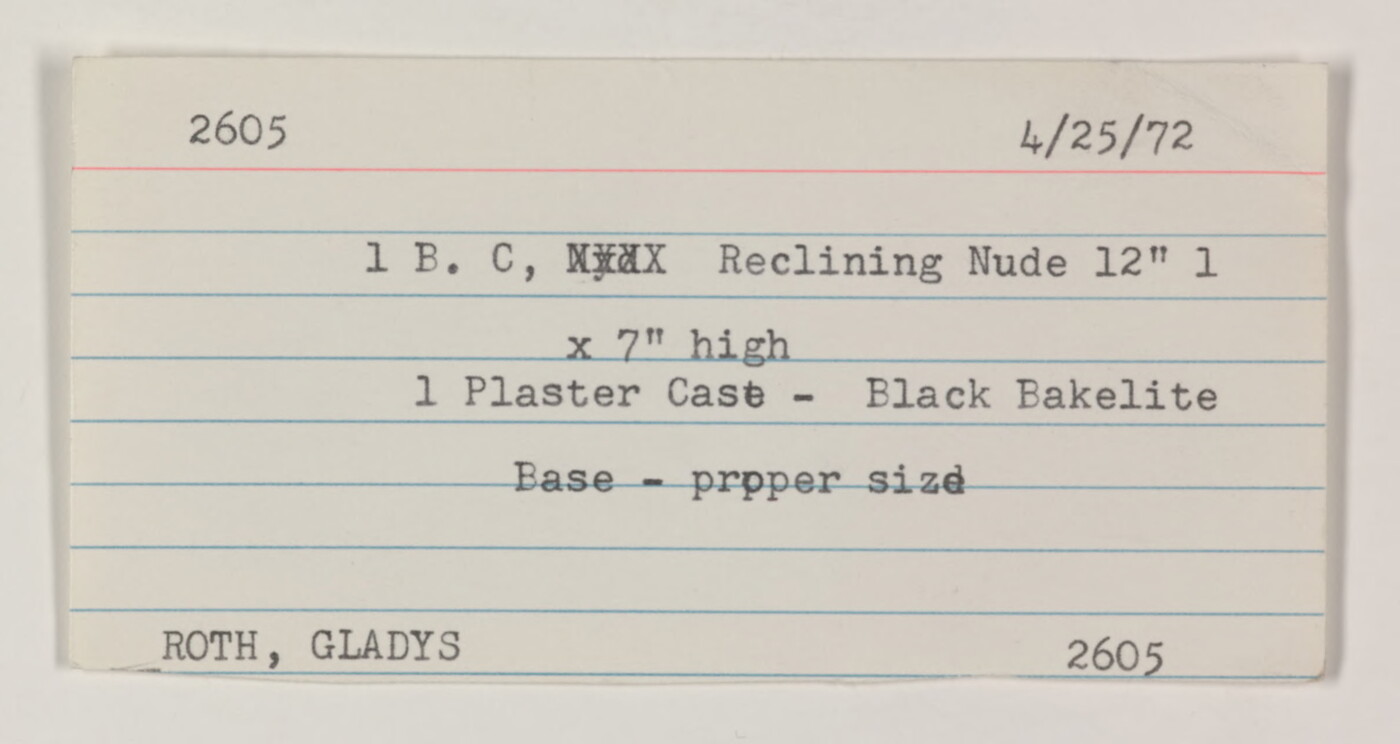 2605 4/25/72
1 B. C, Reclining Nude 12" l
x 7" high
1 Plaster Cast - Black Bakelite
Base - prpper size
ROTH, GLADYS 2605